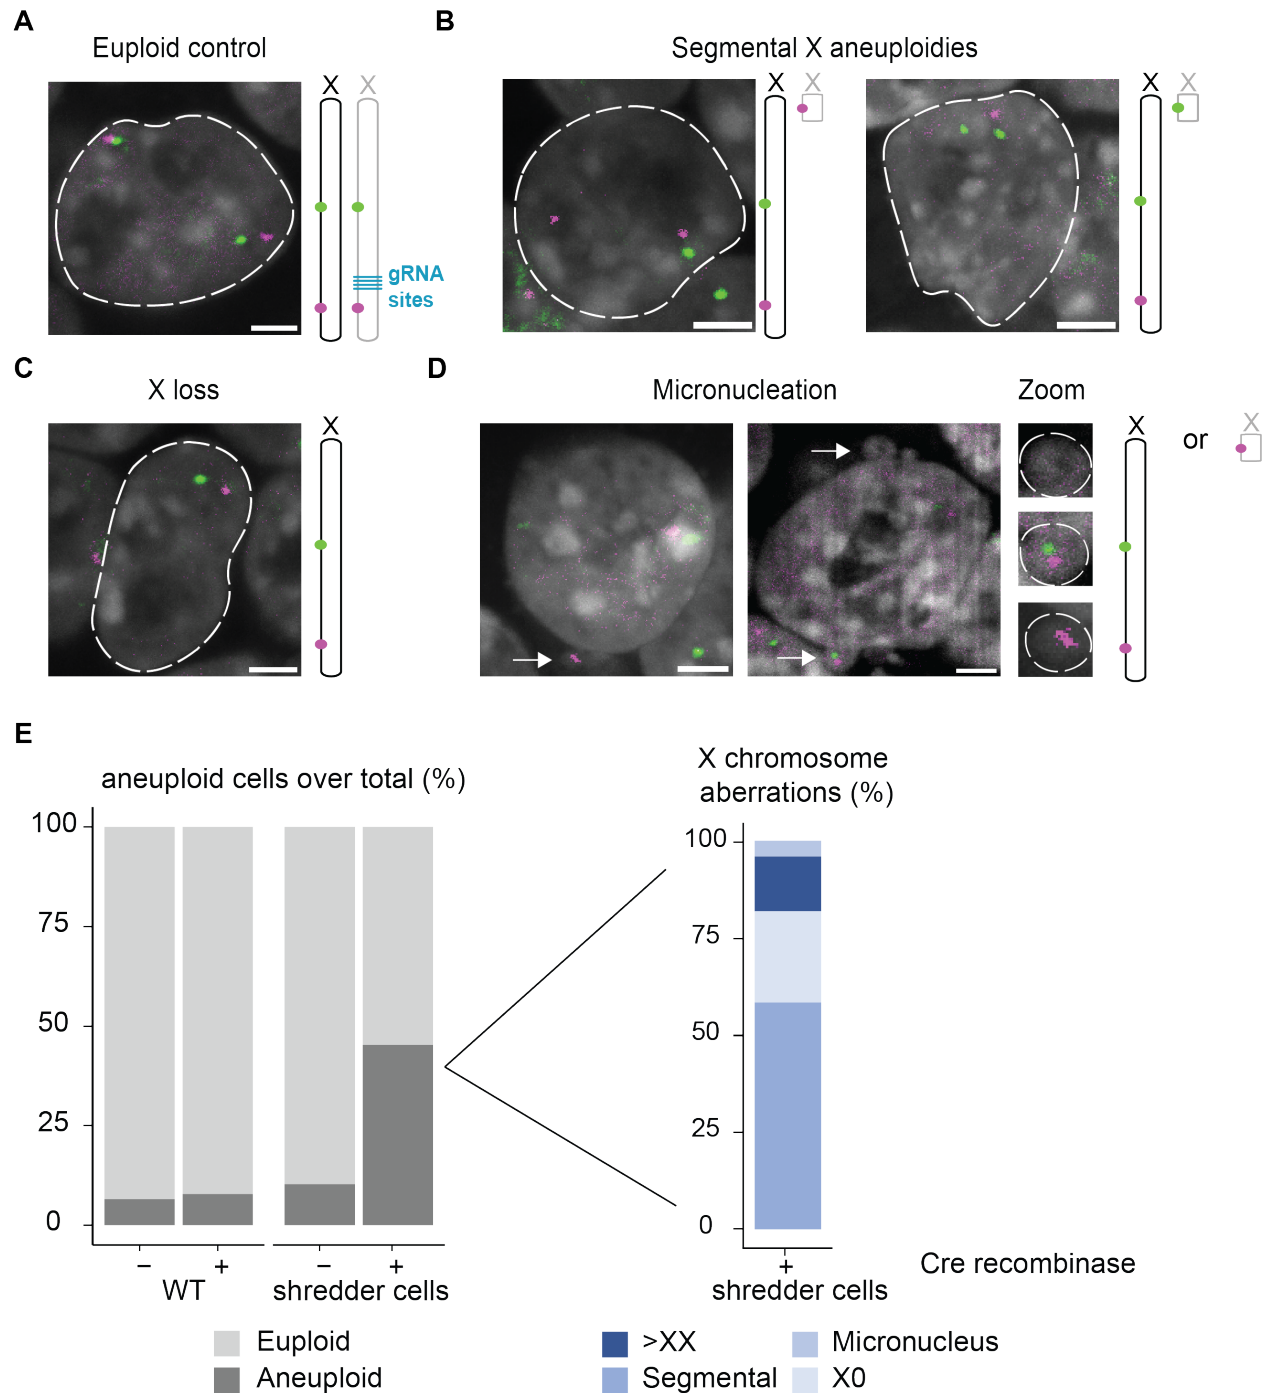 A
Euploid control
X X
gRNA
sites
B
Segmental X aneuploidies
X X
X X
C
X loss
X
D
Micronucleation
Zoom
X
or
X
E
aneuploid cells over total (%)
100
75
50
25
0
− + − +
WT shredder cells
Euploid
Aneuploid
X chromosome
aberrations (%)
100
75
50
25
0
+
shredder cells
Cre recombinase
>XX
Micronucleus
Segmental
X0